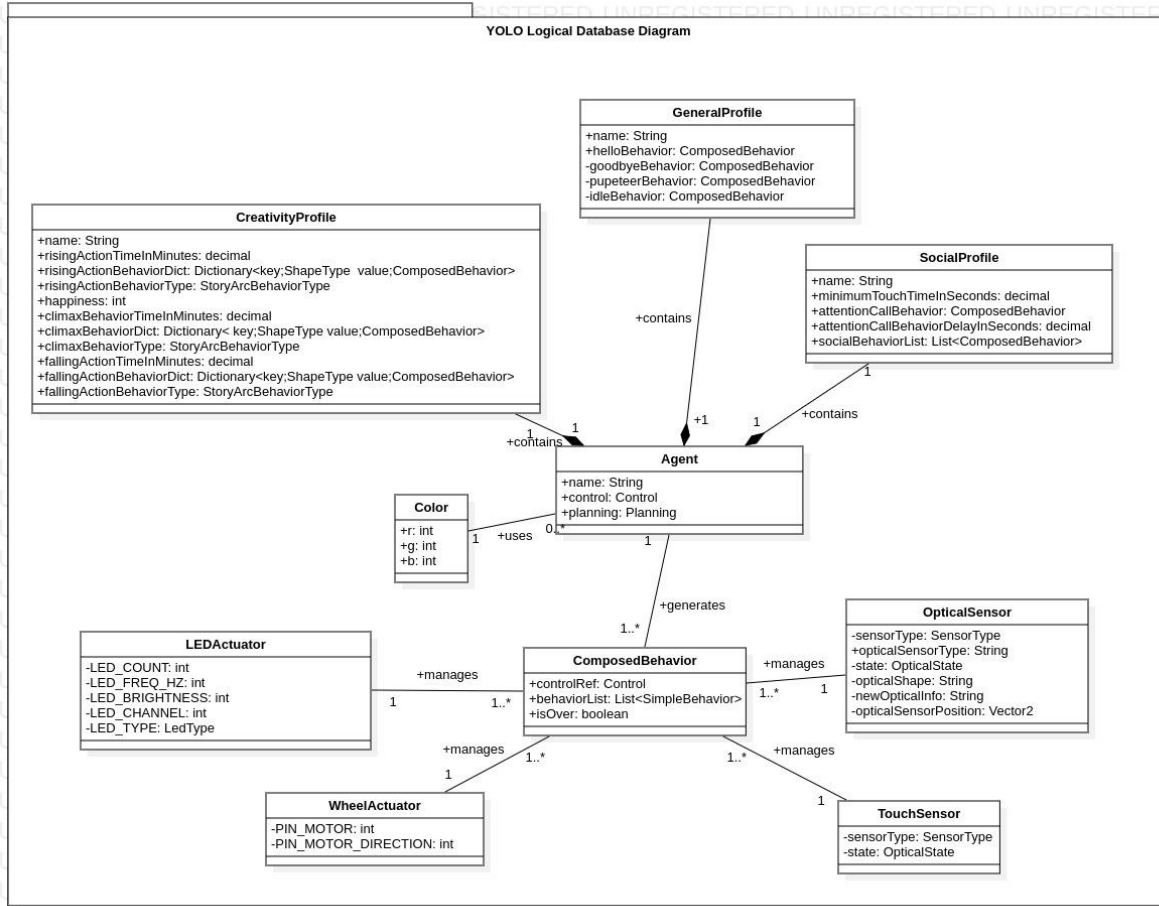 UNREGISTERED UNREGISTERED UNREGISTERED
YOLO Logical Database Diagram
GeneralProfile
+name: String
+helloBehavior: ComposedBehavior
-goodbyeBehavior: ComposedBehavior
-pupeteerBehavior: ComposedBehavior
-idleBehavior: ComposedBehavior
CreativityProfile
+name: String
+risingActionTimeInMinutes: decimal
+risingActionBehaviorDict: Dictionary<key;ShapeType value;ComposedBehavior>
+risingActionBehaviorType: StoryArcBehaviorType
+happiness: int
+climaxBehaviorTimeInMinutes: decimal
+climaxBehaviorDict: Dictionary< key;ShapeType value;ComposedBehavior>
+climaxBehaviorType: StoryArcBehaviorType
+fallingActionTimeInMinutes: decimal
+fallingActionBehaviorDict: Dictionary<key;ShapeType value;ComposedBehavior>
+fallingActionBehaviorType: StoryArcBehaviorType
SocialProfile
+name: String
+minimumTouchTimeInSeconds: decimal
+attentionCallBehavior: ComposedBehavior
+attentionCallBehaviorDelayInSeconds: decimal
+socialBehaviorList: List<ComposedBehavior>
+contains
+1
1
+contains
1
1
+contains
1
Agent
+name: String
+control: Control
+planning: Planning
Color
+r: int
+g: int
+b: int
1
+uses
0..*
1
+generates
1..*
LEDActuator
-LED_COUNT: int
-LED_FREQ_HZ: int
-LED_BRIGHTNESS: int
-LED_CHANNEL: int
-LED_TYPE: LedType
+manages
1
1..*
ComposedBehavior
+controlRef: Control
+behaviorList: List<SimpleBehavior>
+isOver: boolean
+manages
1..*
1
OpticalSensor
-sensorType: SensorType
+opticalSensorType: String
-state: OpticalState
-opticalShape: String
-newOpticalInfo: String
-opticalSensorPosition: Vector2
+manages
1..*
1
WheelActuator
-PIN_MOTOR: int
-PIN_MOTOR_DIRECTION: int
1..*
+manages
1
TouchSensor
-sensorType: SensorType
-state: OpticalState